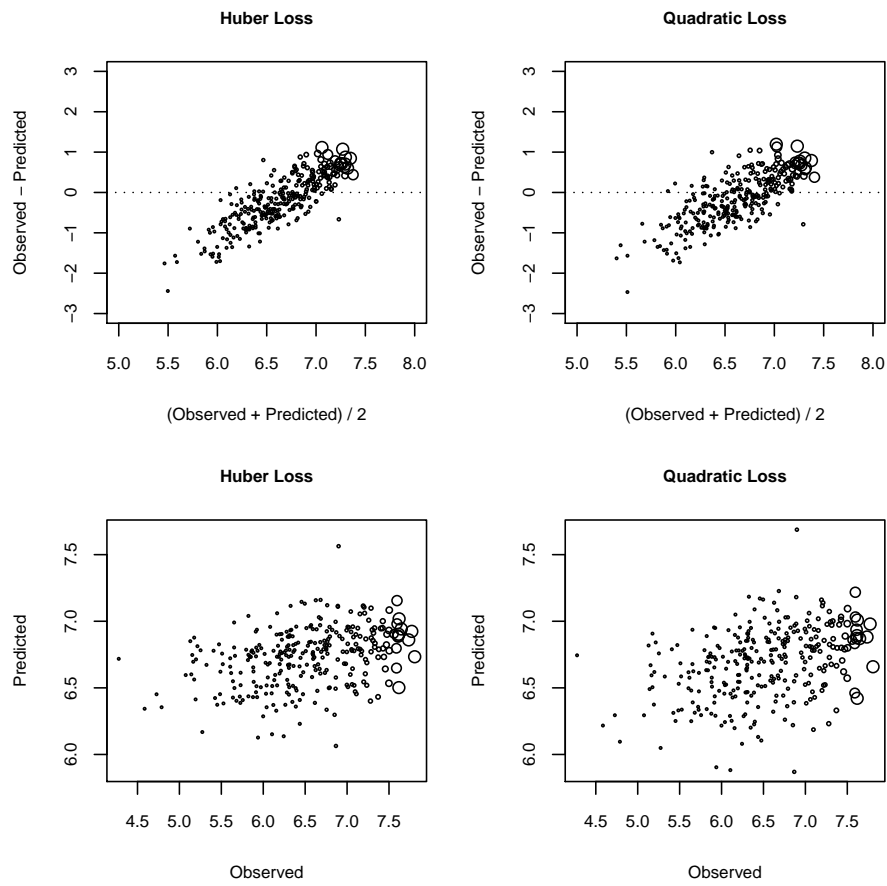 Huber Loss
Observed − Predicted
3
2
1
0
−1
−2
−3
5.0 5.5 6.0 6.5 7.0 7.5 8.0
(Observed + Predicted) / 2
Quadratic Loss
Observed − Predicted
3
2
1
0
−1
−2
−3
5.0 5.5 6.0 6.5 7.0 7.5 8.0
(Observed + Predicted) / 2
Huber Loss
Predicted
7.5
7.0
6.5
6.0
4.5 5.0 5.5 6.0 6.5 7.0 7.5
Observed
Quadratic Loss
Predicted
7.5
7.0
6.5
6.0
4.5 5.0 5.5 6.0 6.5 7.0 7.5
Observed